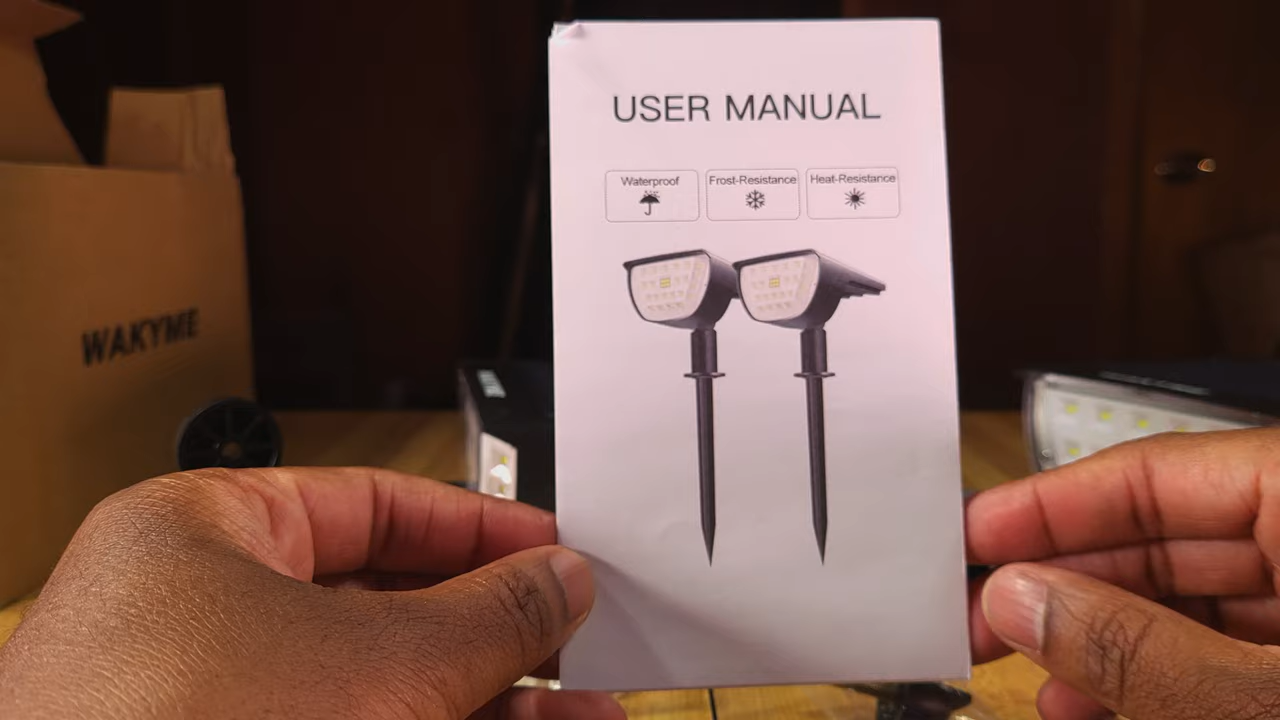 USER MANUAL
Waterproof
Frost-Resistance
Heat-Resistance
WAKYME